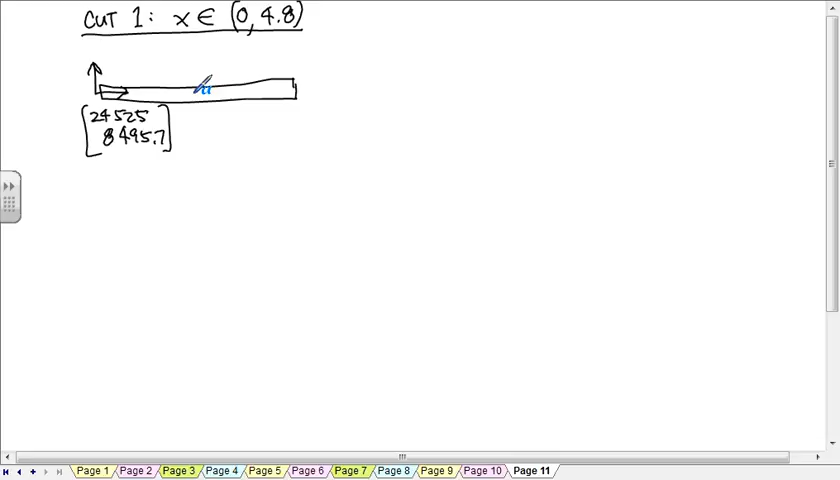 CUT 1: x ∈ (0, 4.8)
24525
8495.7
Page 1 Page 2 Page 3 Page 4 Page 5 Page 6 Page 7 Page 8 Page 9 Page 10 Page 11